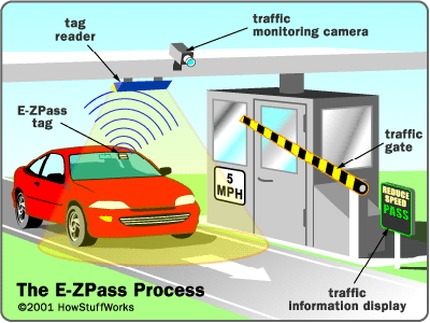 tag
reader
traffic
monitoring camera
E-ZPass
tag
traffic
gate
5
MPH
REDUCE
SPEED
PASS
The E-ZPass Process
©2001 HowStuffWorks
traffic
information display